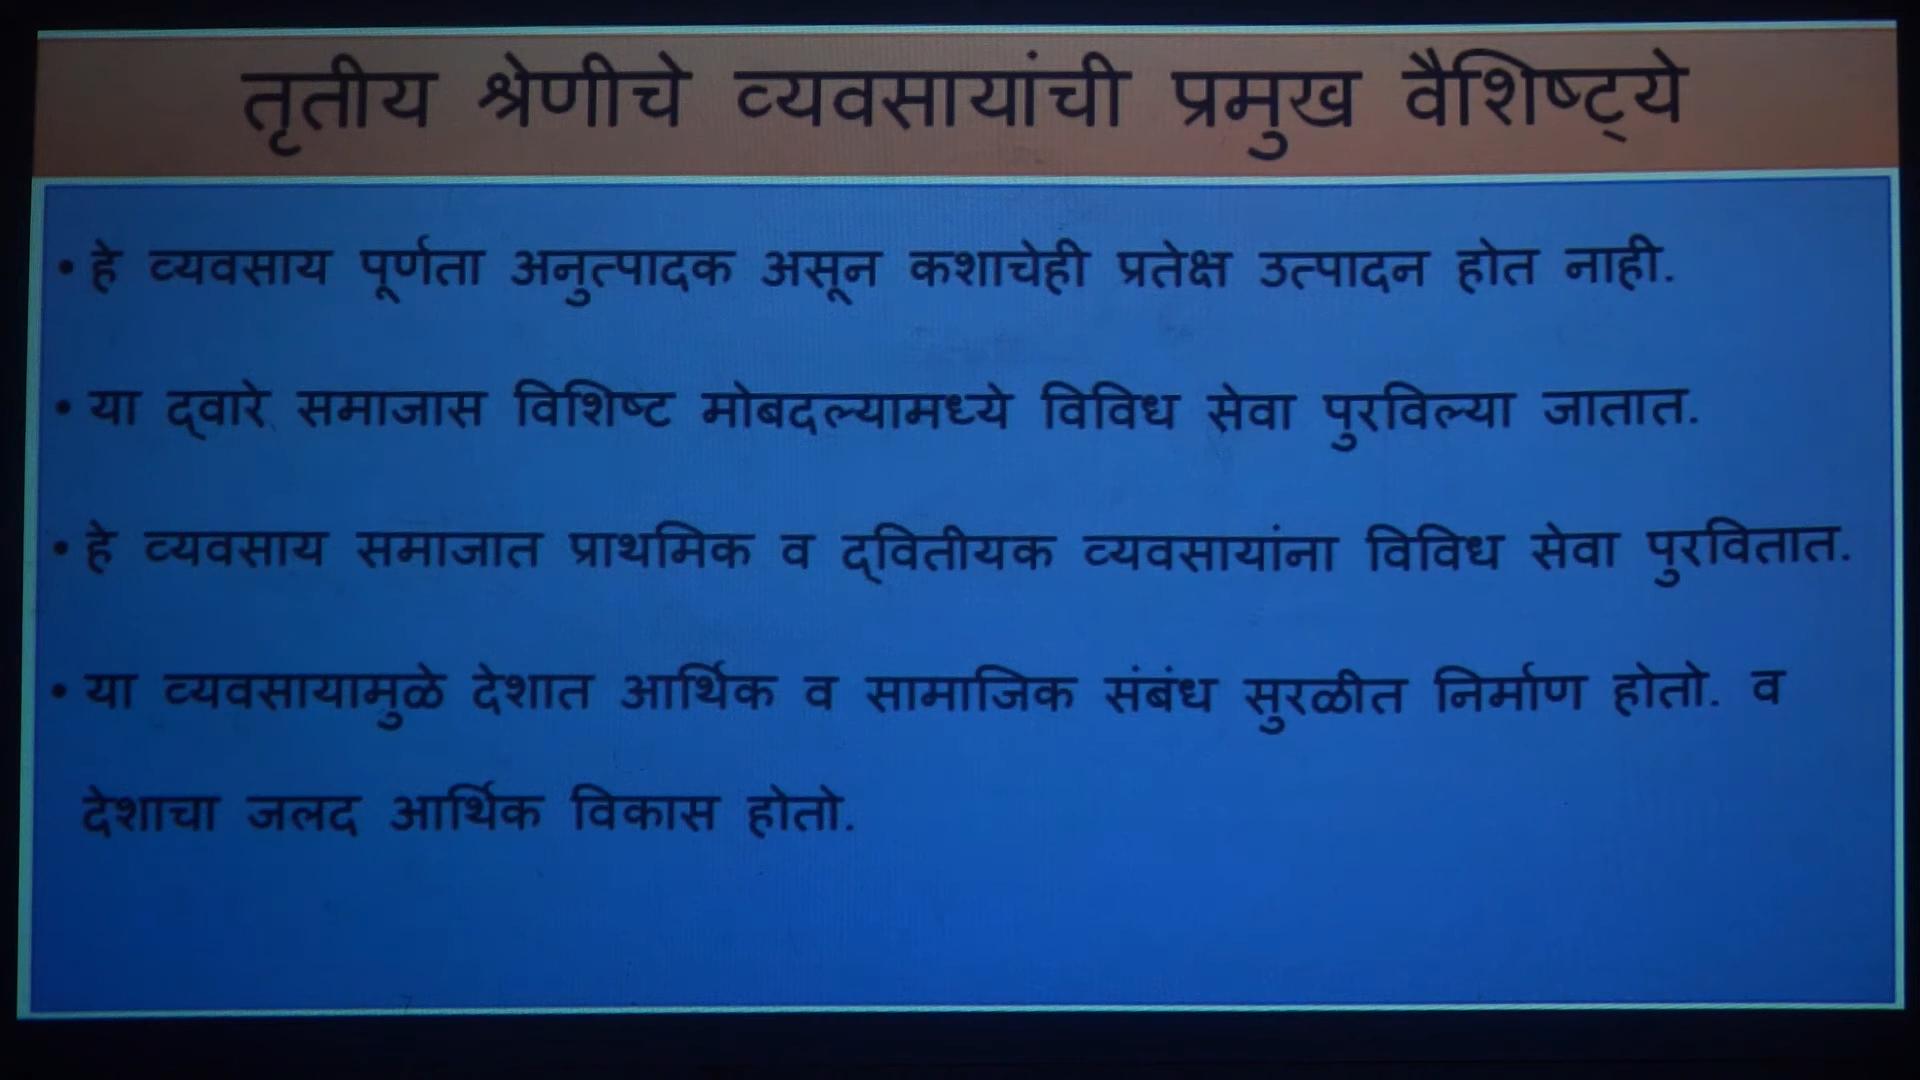 तृतीय श्रेणीचे व्यवसायांची प्रमुख वैशिष्ट्ये
• हे व्यवसाय पूर्णता अनुत्पादक असून कशाचेही प्रतेक्ष उत्पादन होत नाही.
• या द्वारे समाजास विशिष्ट मोबदल्यामध्ये विविध सेवा पुरविल्या जातात.
• हे व्यवसाय समाजात प्राथमिक व द्वितीयक व्यवसायांना विविध सेवा पुरवितात.
• या व्यवसायामुळे देशात आर्थिक व सामाजिक संबंध सुरळीत निर्माण होतो. व
देशाचा जलद आर्थिक विकास होतो.